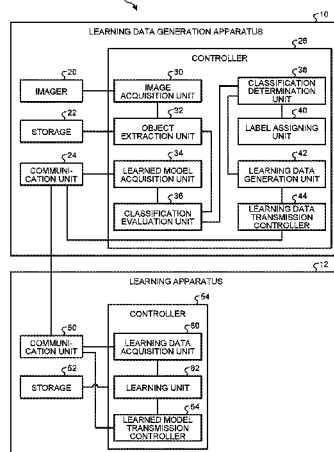 10
LEARNING DATA GENERATION APPARATUS
26
CONTROLLER
20
IMAGER
30
IMAGE ACQUISITION UNIT
38
CLASSIFICATION DETERMINATION UNIT
22
STORAGE
32
OBJECT EXTRACTION UNIT
40
LABEL ASSIGNING UNIT
24
COMMUNI-
CATION UNIT
34
LEARNED MODEL ACQUISITION UNIT
42
LEARNING DATA GENERATION UNIT
36
CLASSIFICATION EVALUATION UNIT
44
LEARNING DATA TRANSMISSION CONTROLLER
12
LEARNING APPARATUS
54
CONTROLLER
50
COMMUNI-
CATION UNIT
60
LEARNING DATA ACQUISITION UNIT
52
STORAGE
62
LEARNING UNIT
64
LEARNED MODEL TRANSMISSION CONTROLLER